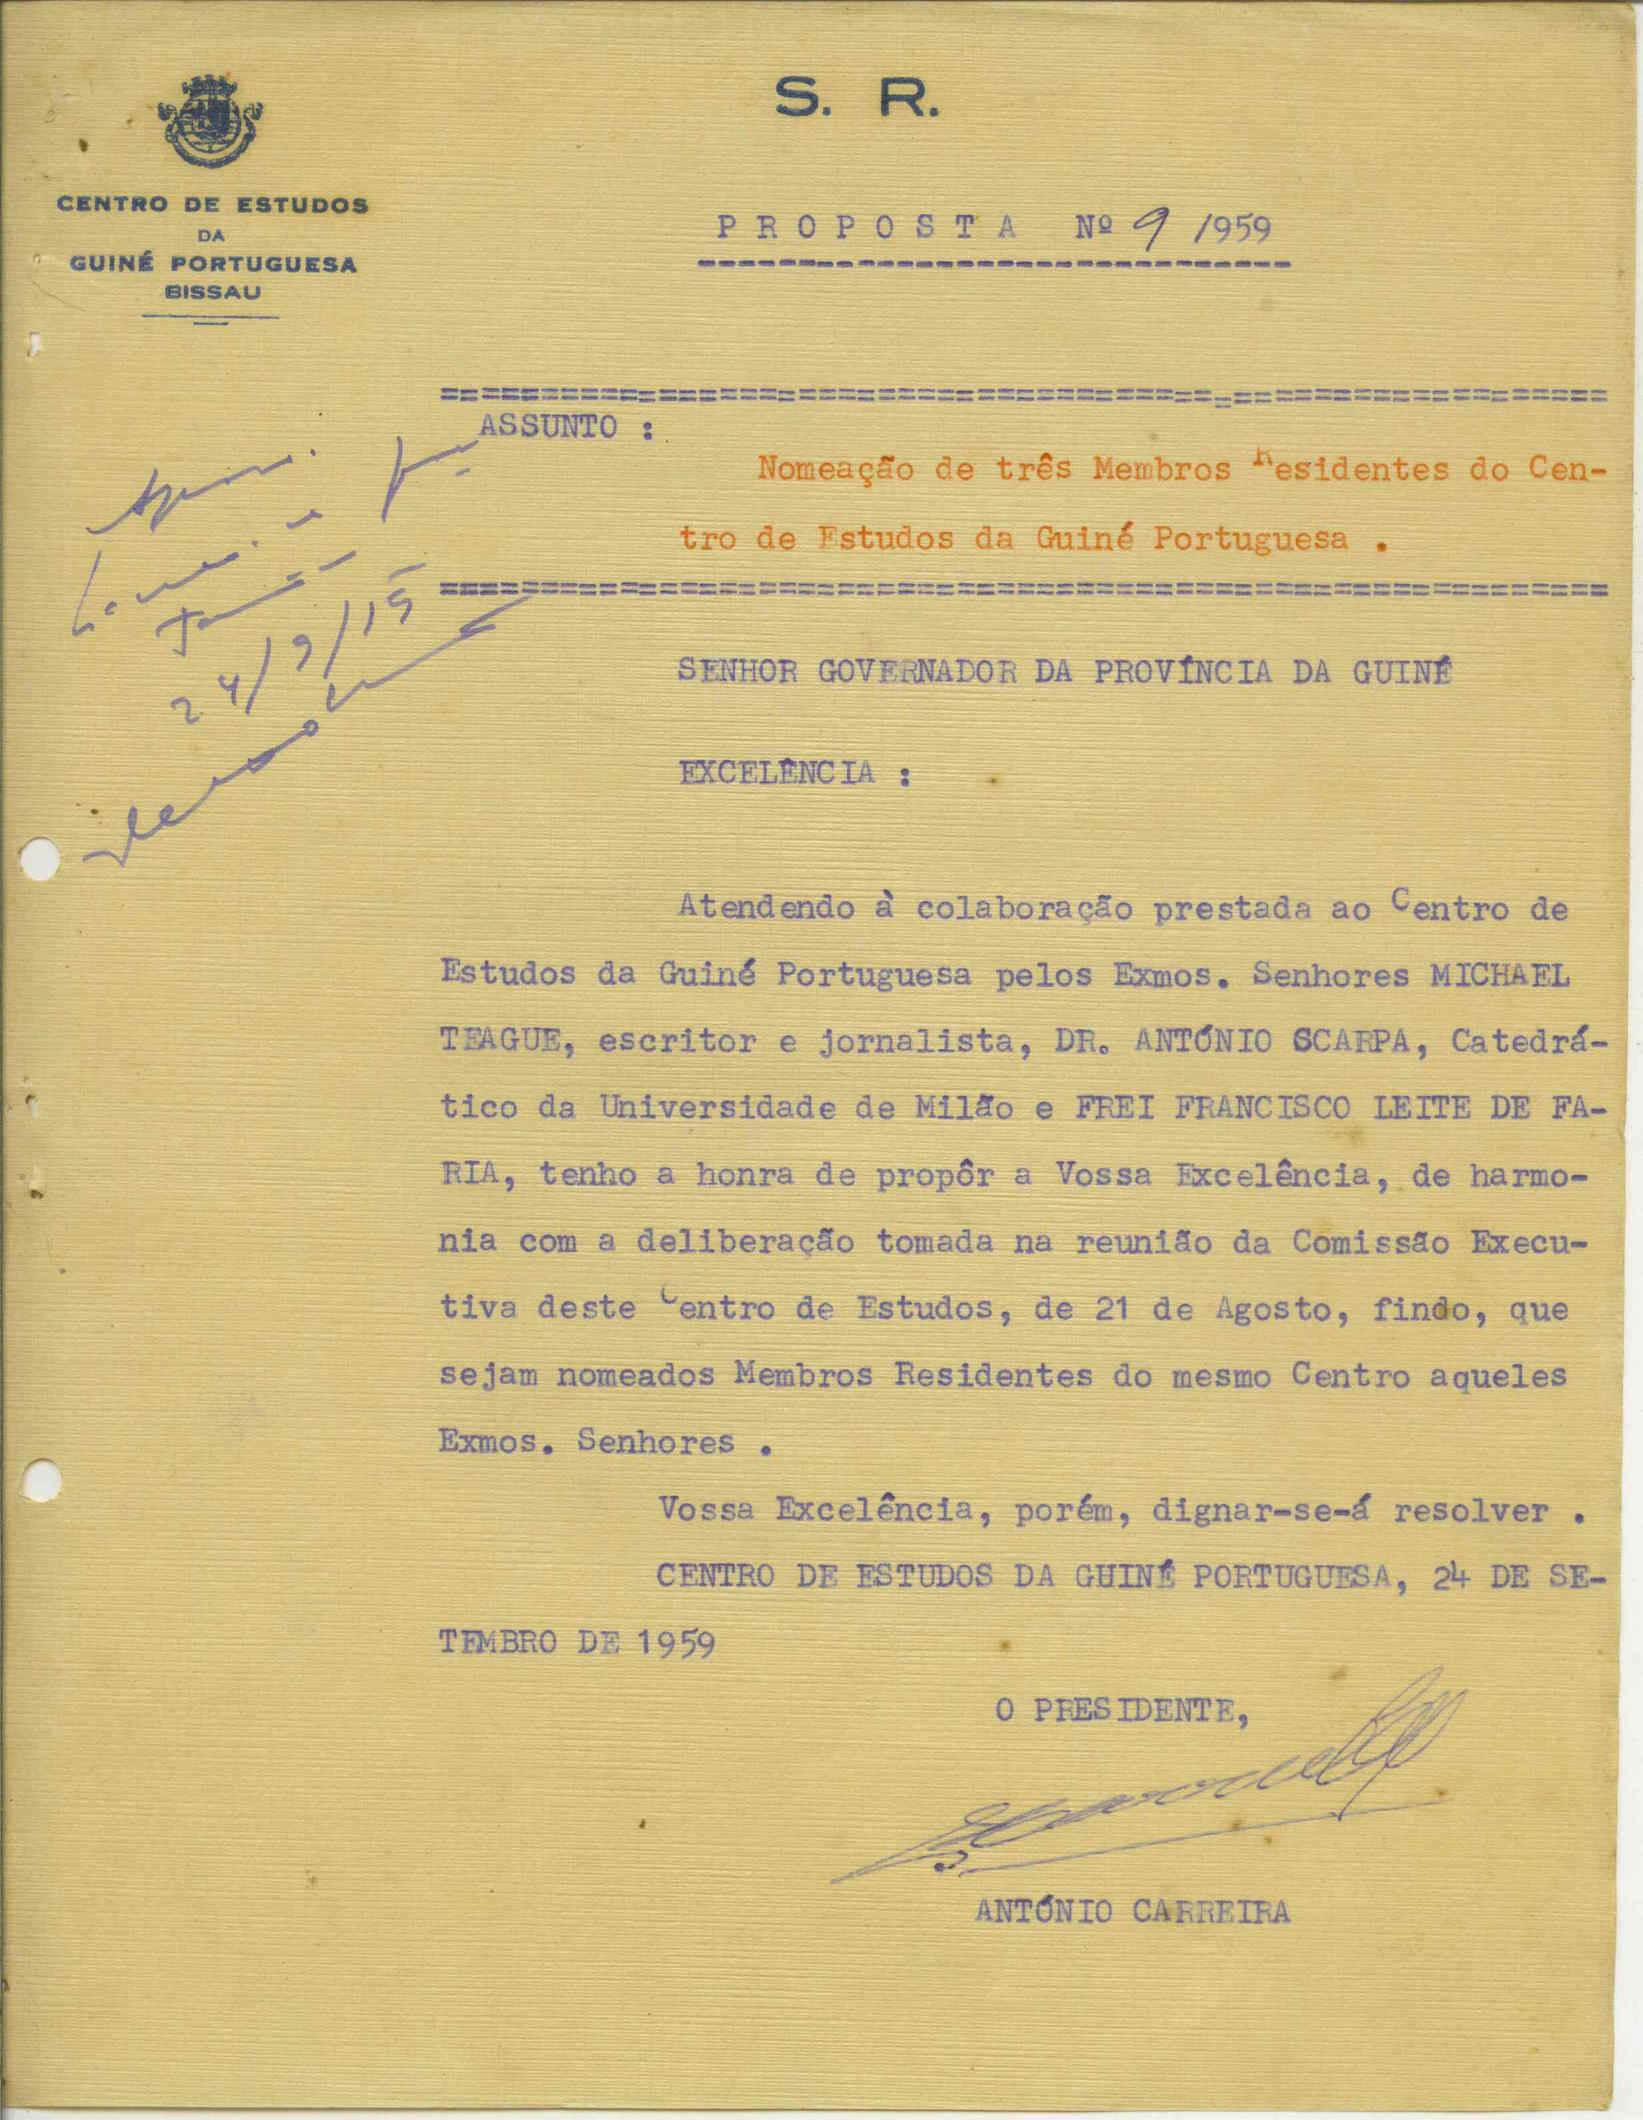 S. R.
CENTRO DE ESTUDOS
DA
GUINÉ PORTUGUESA
BISSAU
PROPOSTA Nº 9 /959
ASSUNTO :
Nomeação de três Membros Residentes do Cen-
tro de Estudos da Guiné Portuguesa .
24/9/15
SENHOR GOVERNADOR DA PROVÍNCIA DA GUINÉ
EXCELÊNCIA :
Atendendo à colaboração prestada ao Centro de
Estudos da Guiné Portuguesa pelos Exmos. Senhores MICHAEL
TEAGUE, escritor e jornalista, DR. ANTÓNIO SCARPA, Catedrá-
tico da Universidade de Milão e FREI FRANCISCO LEITE DE FA-
RIA, tenho a honra de propôr a Vossa Excelência, de harmo-
nia com a deliberação tomada na reunião da Comissão Execu-
tiva deste Centro de Estudos, de 21 de Agosto, findo, que
sejam nomeados Membros Residentes do mesmo Centro aqueles
Exmos. Senhores .
Vossa Excelência, porém, dignar-se-á resolver .
CENTRO DE ESTUDOS DA GUINÉ PORTUGUESA, 24 DE SE-
TEMBRO DE 1959
O PRESIDENTE,
ANTÓNIO CARREIRA